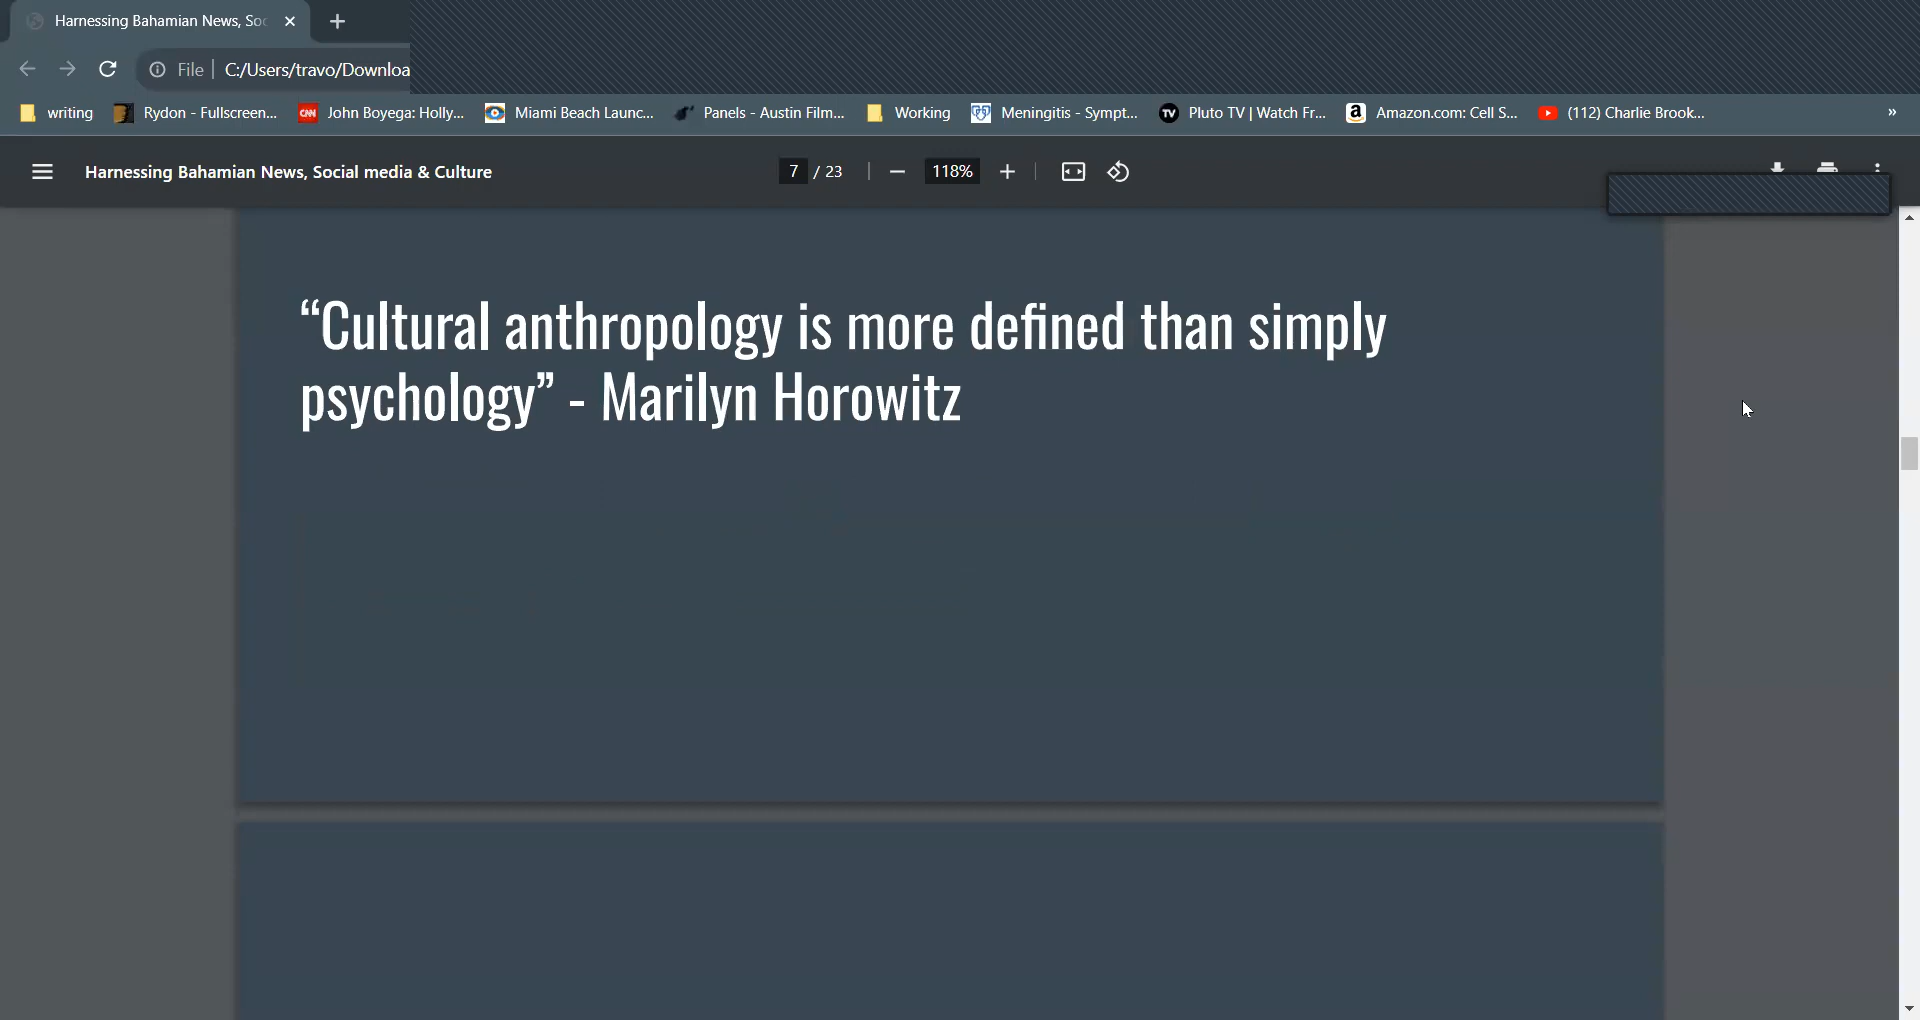 Harnessing Bahamian News, Soc
File
C:/Users/travo/Downloa
writing
Rydon - Fullscreen...
CNN
John Boyega: Holly...
Miami Beach Launc...
Panels - Austin Film...
Working
Meningitis - Sympt...
TV
Pluto TV | Watch Fr...
a
Amazon.com: Cell S...
(112) Charlie Brook...
»
Harnessing Bahamian News, Social media & Culture
7 / 23
118%
“Cultural anthropology is more defined than simply
psychology” - Marilyn Horowitz